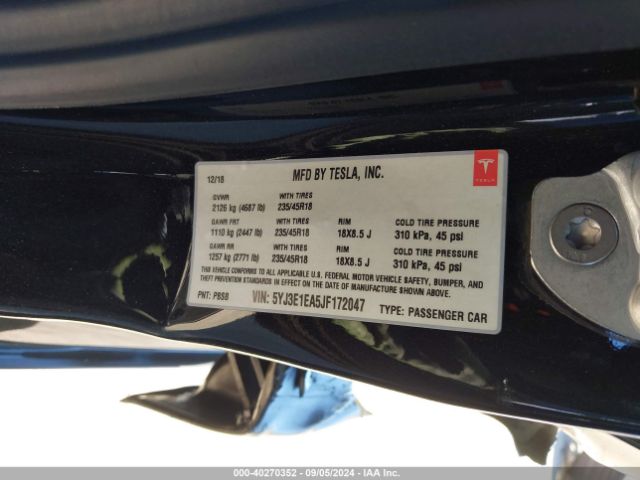 12/18 MFD BY TESLA, INC.
TESLA
GVWR WITH TIRES
2126 kg (4687 lb) 235/45R18
GAWR FRT WITH TIRES RIM COLD TIRE PRESSURE
1110 kg (2447 lb) 235/45R18 18X8.5 J 310 kPa, 45 psi
GAWR RR WITH TIRES RIM COLD TIRE PRESSURE
1257 kg (2771 lb) 235/45R18 18X8.5 J 310 kPa, 45 psi
THIS VEHICLE CONFORMS TO ALL APPLICABLE U.S. FEDERAL MOTOR VEHICLE SAFETY, BUMPER, AND
THEFT PREVENTION STANDARDS IN EFFECT ON THE DATE OF MANUFACTURE SHOWN ABOVE.
PNT: PBSB VIN: 5YJ3E1EA5JF172047 TYPE: PASSENGER CAR
000-40270352 - 09/05/2024 - IAA Inc.